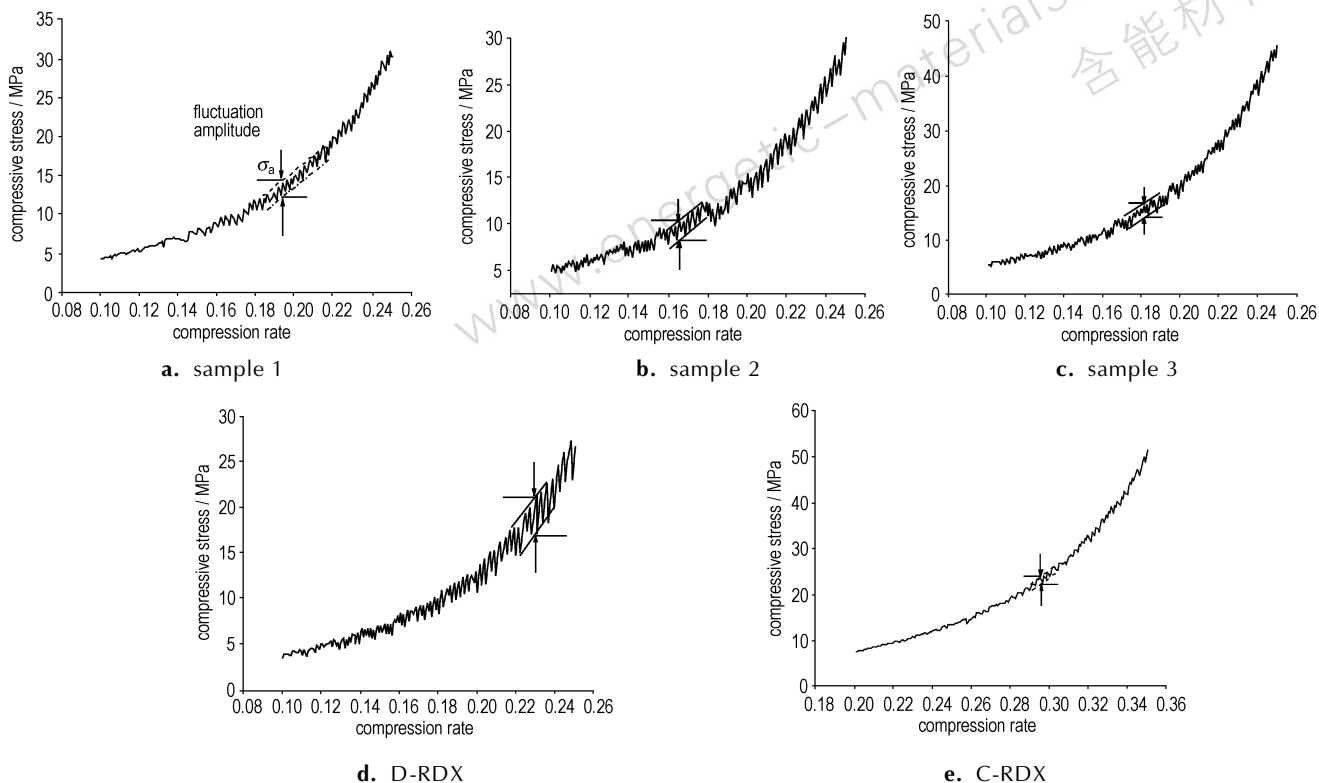 compressive stress / MPa
35
30
25
20
15
10
5
0
0.08 0.10 0.12 0.14 0.16 0.18 0.20 0.22 0.24 0.26
compression rate
fluctuation
amplitude
σa
a. sample 1
compressive stress / MPa
30
25
20
15
10
5
0.08 0.10 0.12 0.14 0.16 0.18 0.20 0.22 0.24 0.26
compression rate
b. sample 2
compressive stress / MPa
50
40
30
20
10
0
0.08 0.10 0.12 0.14 0.16 0.18 0.20 0.22 0.24 0.26
compression rate
c. sample 3
compressive stress / MPa
30
25
20
15
10
5
0
0.08 0.10 0.12 0.14 0.16 0.18 0.20 0.22 0.24 0.26
compression rate
d. D-RDX
compressive stress / MPa
60
50
40
30
20
10
0
0.18 0.20 0.22 0.24 0.26 0.28 0.30 0.32 0.34 0.36
compression rate
e. C-RDX
www.energetic-materials
含能材